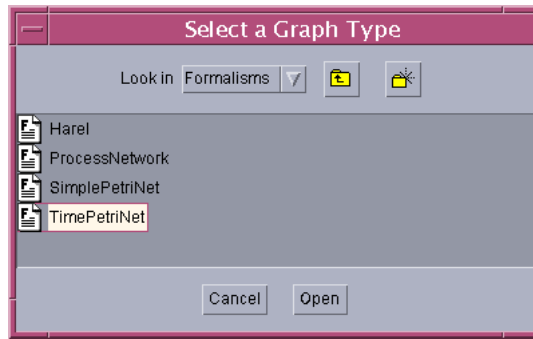 Select a Graph Type
Look in Formalisms
Harel
ProcessNetwork
SimplePetriNet
TimePetriNet
Cancel Open